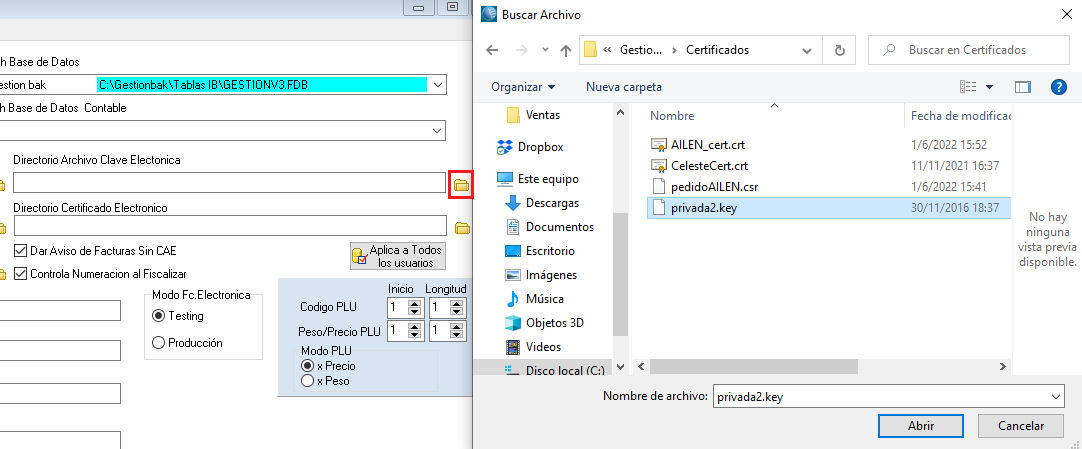 h Base de Datos
estion bak
C:\Gestionbak\Tablas IB\GESTIONV3.FDB
h Base de Datos Contable
Directorio Archivo Clave Electonica
Directorio Certificado Electronico
Dar Aviso de Facturas Sin CAE
Controla Numeracion al Fiscalizar
Aplica a Todos
los usuarios
Modo Fc.Electronica
Testing
Producción
Inicio Longitud
Codigo PLU 1 1
Peso/Precio PLU 1 1
Modo PLU
x Precio
x Peso
Buscar Archivo
« Gestio... Certificados
Buscar en Certificados
Organizar Nueva carpeta
Ventas
Dropbox
Este equipo
Descargas
Documentos
Escritorio
Imágenes
Música
Objetos 3D
Videos
Disco local (C:)
Nombre Fecha de modificac
AILEN_cert.crt 1/6/2022 15:52
CelesteCert.crt 11/11/2021 16:37
pedidoAILEN.csr 1/6/2022 15:41
privada2.key 30/11/2016 18:37
No hay
ninguna
vista previa
disponible.
Nombre de archivo: privada2.key
Abrir Cancelar